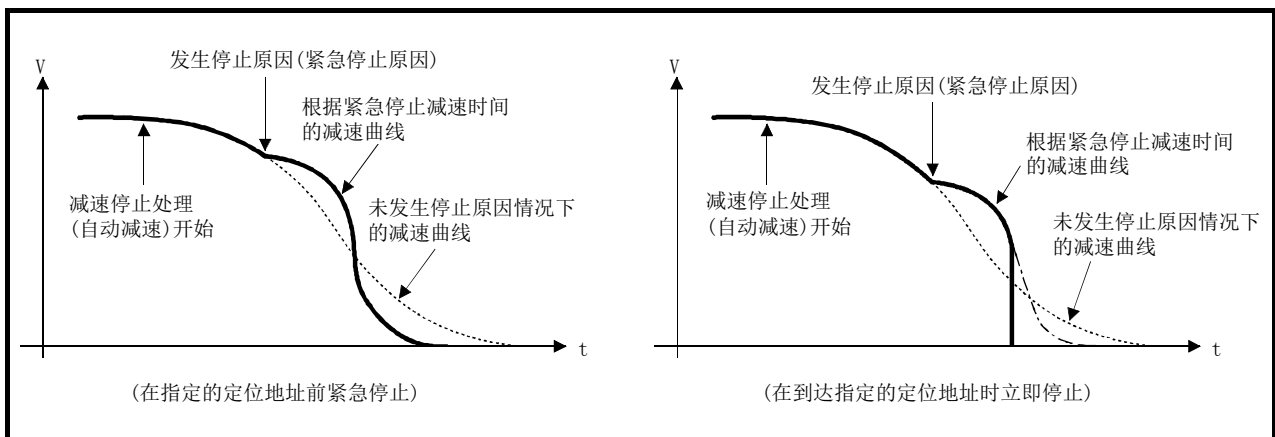 V
发生停止原因(紧急停止原因)
根据紧急停止减速时间
的减速曲线
减速停止处理
(自动减速)开始
未发生停止原因情况下
的减速曲线
t
(在指定的定位地址前紧急停止)
V
发生停止原因(紧急停止原因)
根据紧急停止减速时间
的减速曲线
减速停止处理
(自动减速)开始
未发生停止原因情况下
的减速曲线
t
(在到达指定的定位地址时立即停止)